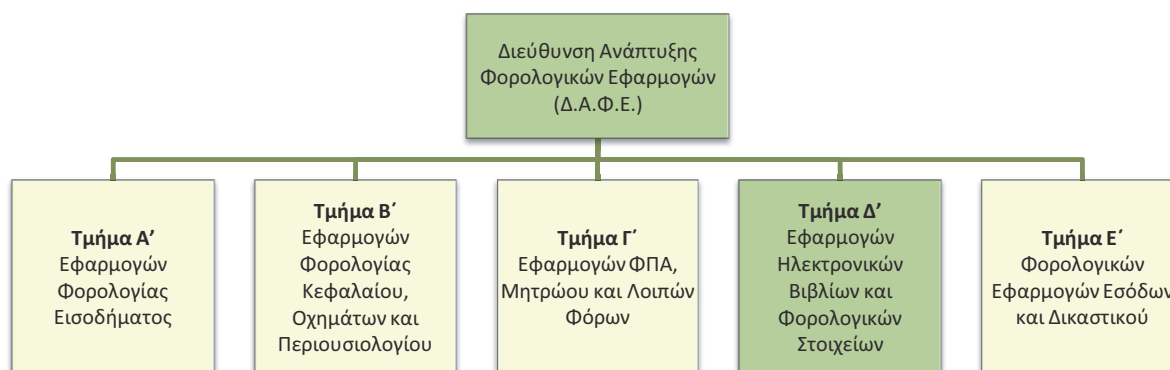 Διεύθυνση Ανάπτυξης
Φορολογικών Εφαρμογών
(Δ.Α.Φ.Ε.)
Τμήμα Α'
Εφαρμογών
Φορολογίας
Εισοδήματος
Τμήμα Β΄
Εφαρμογών
Φορολογίας
Κεφαλαίου,
Οχημάτων και
Περιουσιολογίου
Τμήμα Γ΄
Εφαρμογών ΦΠΑ,
Μητρώου και Λοιπών
Φόρων
Τμήμα Δ'
Εφαρμογών
Ηλεκτρονικών
Βιβλίων και
Φορολογικών
Στοιχείων
Τμήμα Ε΄
Φορολογικών
Εφαρμογών Εσόδων
και Δικαστικού